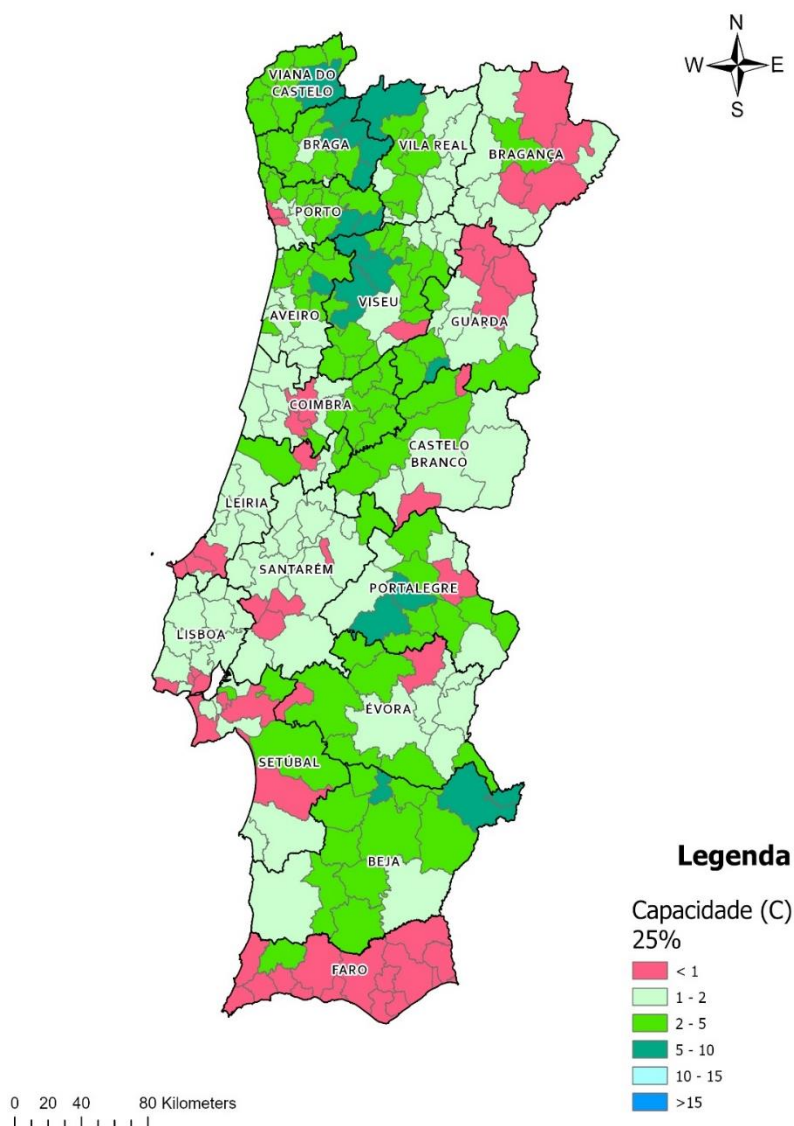 N
W E
S
VIANA DO
CASTELO
BRAGA
VILA REAL
BRAGANÇA
PORTO
AVEIRO
VISEU
GUARDA
COIMBRA
CASTELO
BRANCO
LEIRIA
SANTARÉM
PORTALEGRE
LISBOA
ÉVORA
SETÚBAL
BEJA
FARO
Legenda
Capacidade (C)
25%
< 1
1 - 2
2 - 5
5 - 10
10 - 15
>15
0 20 40 80 Kilometers